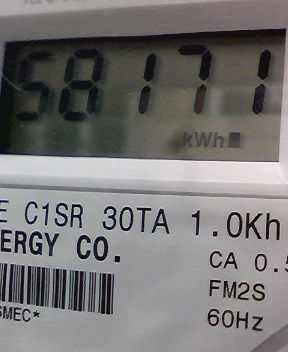 58171
kWh
E C1SR 30TA 1.0Kh
ERGY CO.
CA 0.5
FM2S
SMEC*
60Hz